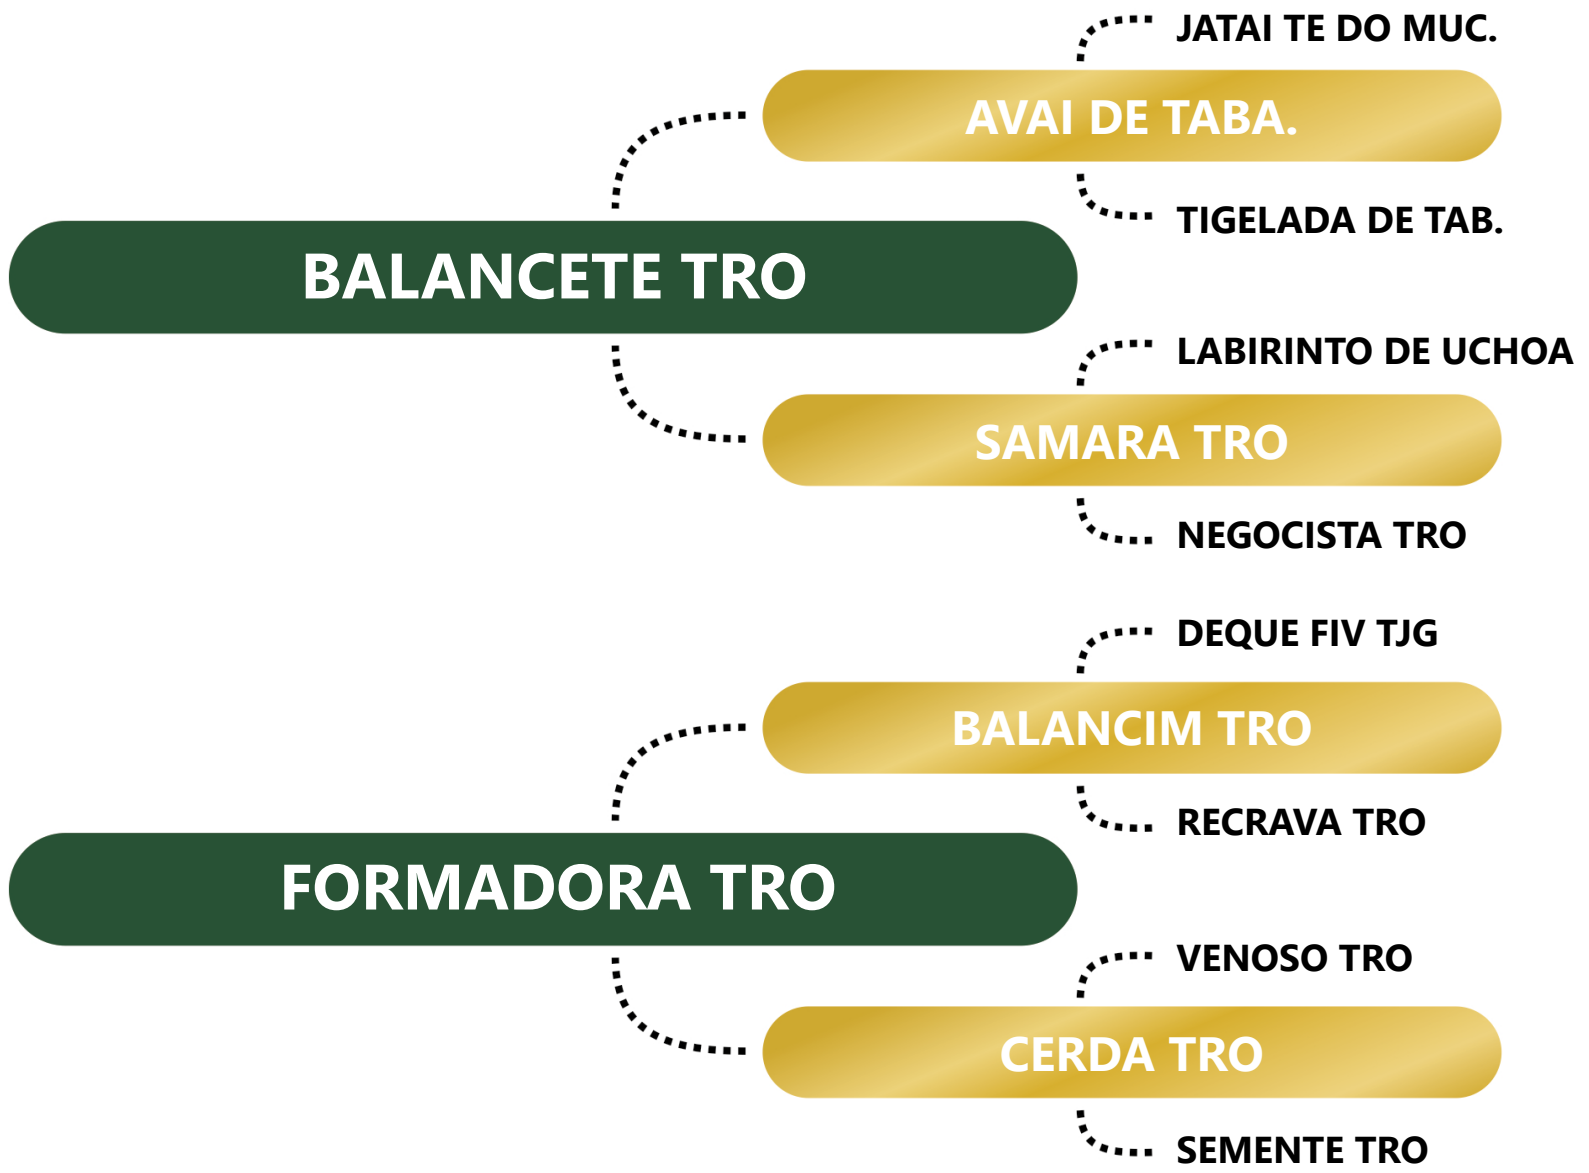 JATAI TE DO MUC.
AVAI DE TABA.
TIGELADA DE TAB.
BALANCETE TRO
LABIRINTO DE UCHOA
SAMARA TRO
NEGOCISTA TRO
DEQUE FIV TJG
BALANCIM TRO
RECRAVA TRO
FORMADORA TRO
VENOSO TRO
CERDA TRO
SEMENTE TRO